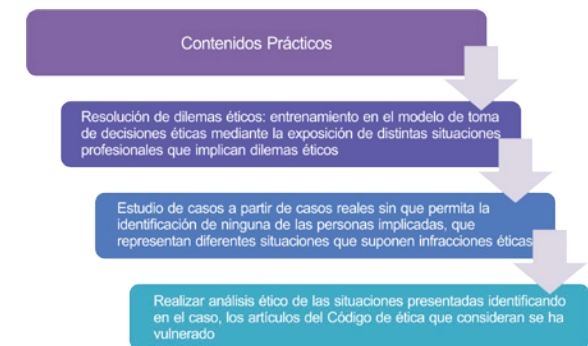 Contenidos Prácticos
Resolución de dilemas éticos: entrenamiento en el modelo de toma
de decisiones éticas mediante la exposición de distintas situaciones
profesionales que implican dilemas éticos
Estudio de casos a partir de casos reales sin que permita la
identificación de ninguna de las personas implicadas, que
representan diferentes situaciones que suponen infracciones éticas
Realizar análisis ético de las situaciones presentadas identificando
en el caso, los artículos del Código de ética que consideran se ha
vulnerado